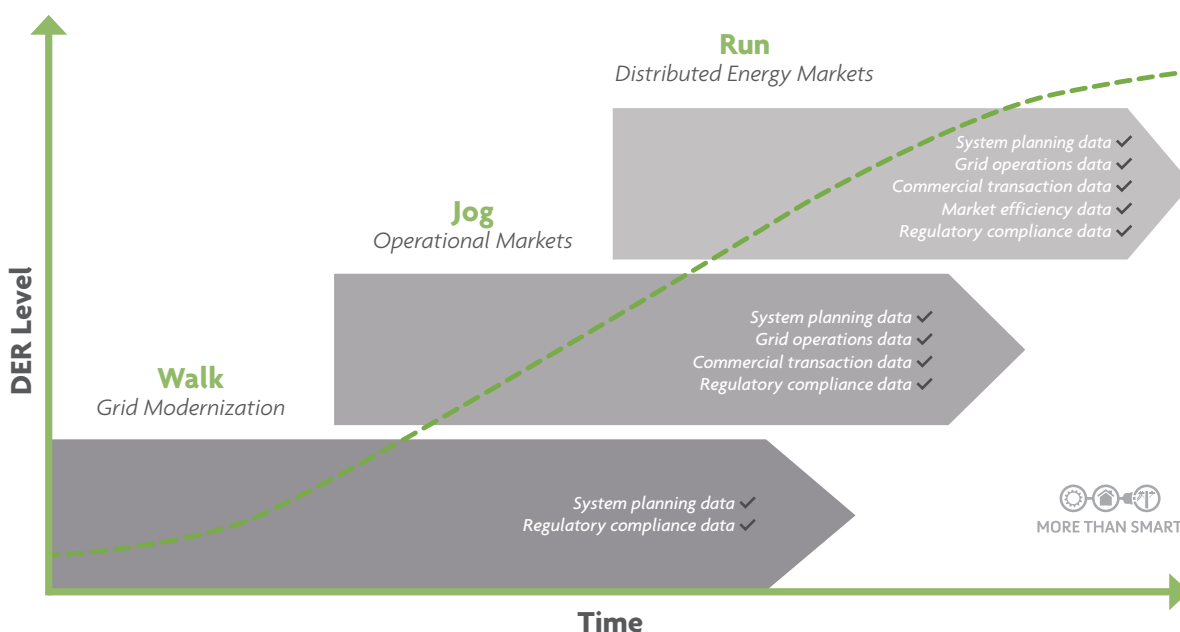 Run
Distributed Energy Markets
System planning data ✓
Grid operations data ✓
Commercial transaction data ✓
Market efficiency data ✓
Regulatory compliance data ✓
Jog
Operational Markets
System planning data ✓
Grid operations data ✓
Commercial transaction data ✓
Regulatory compliance data ✓
Walk
Grid Modernization
System planning data ✓
Regulatory compliance data ✓
DER Level
Time
MORE THAN SMART